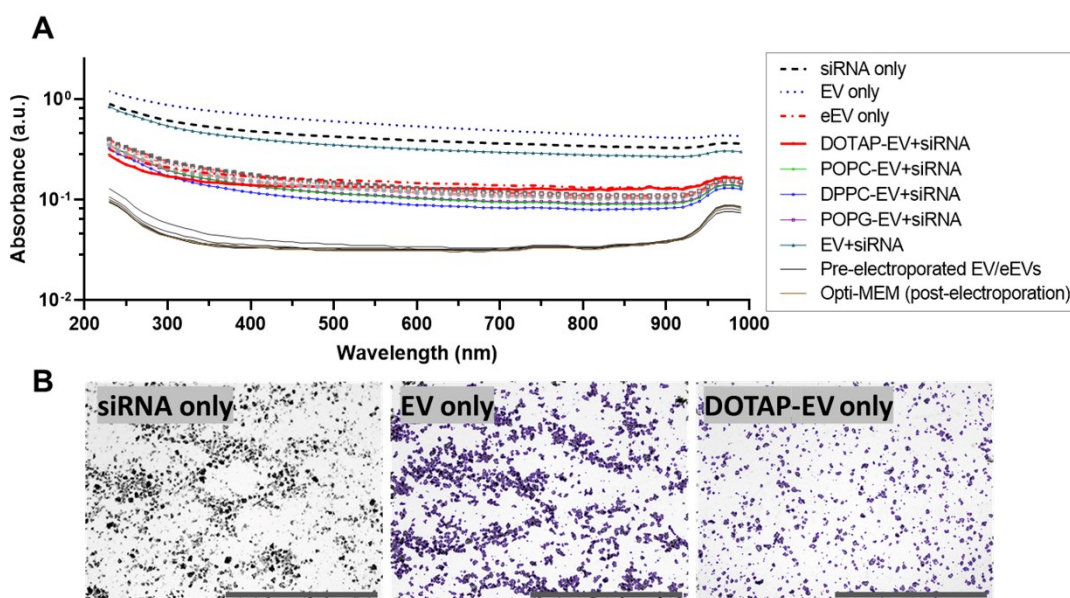 A
Absorbance (a.u.)
10⁰
10⁻¹
10⁻²
200 300 400 500 600 700 800 900 1000
Wavelength (nm)
siRNA only
EV only
eEV only
DOTAP-EV+siRNA
POPC-EV+siRNA
DPPC-EV+siRNA
POPG-EV+siRNA
EV+siRNA
Pre-electroporated EV/eEVs
Opti-MEM (post-electroporation)
B
siRNA only
EV only
DOTAP-EV only